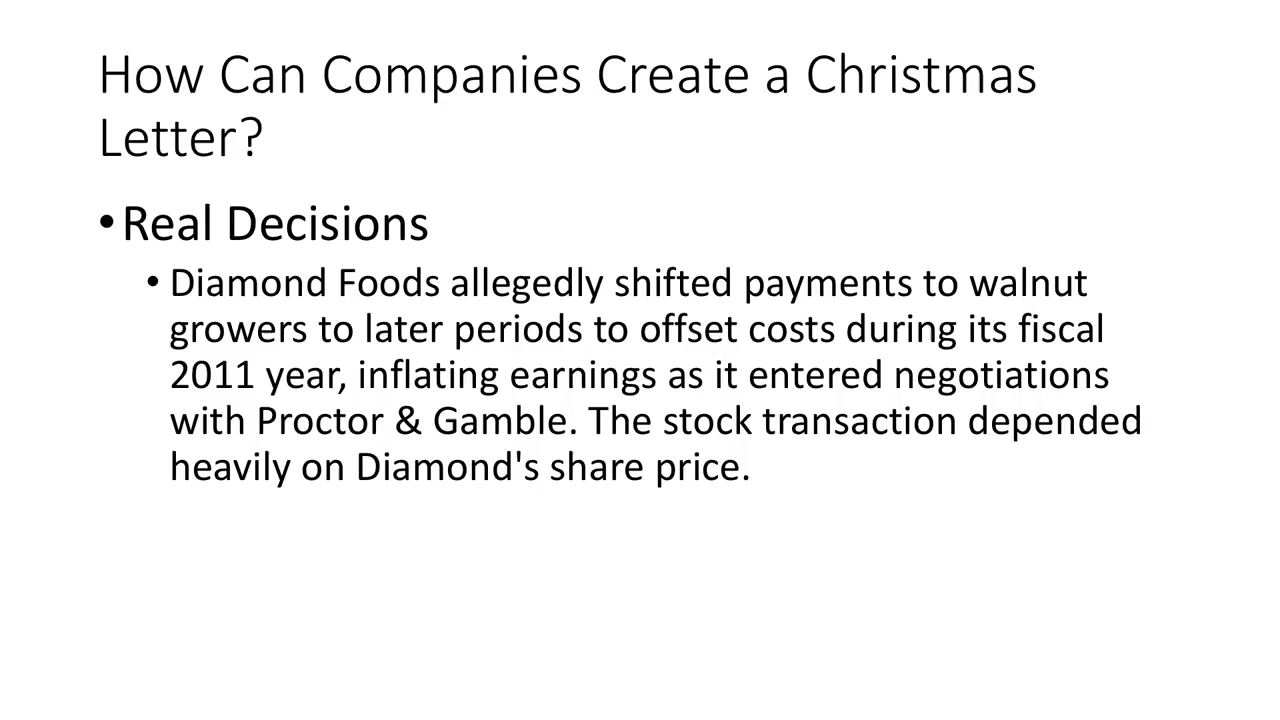 How Can Companies Create a Christmas
Letter?
•Real Decisions
• Diamond Foods allegedly shifted payments to walnut
growers to later periods to offset costs during its fiscal
2011 year, inflating earnings as it entered negotiations
with Proctor & Gamble. The stock transaction depended
heavily on Diamond's share price.